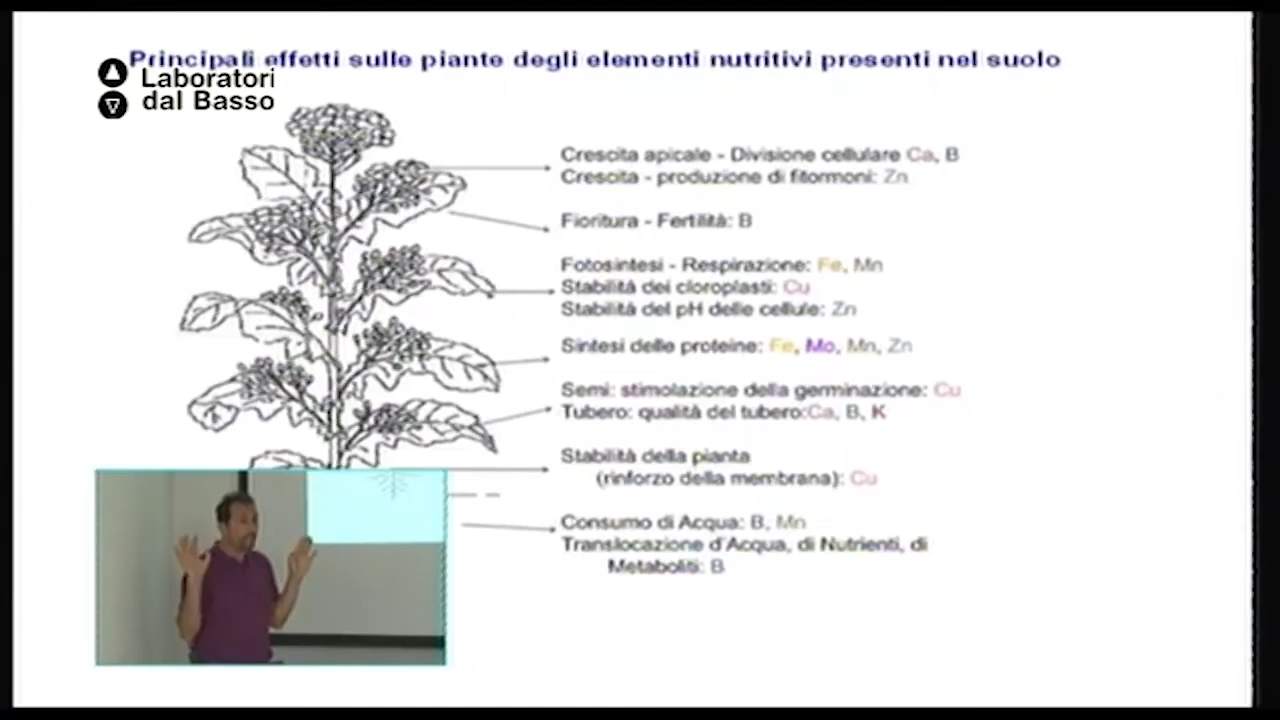 Principali effetti sulle piante degli elementi nutritivi presenti nel suolo
Laboratori
dal Basso
Crescita apicale - Divisione cellulare Ca, B
Crescita - produzione di fitormoni: Zn
Fioritura - Fertilità: B
Fotosintesi - Respirazione: Fe, Mn
Stabilità dei cloroplasti: Cu
Stabilità del pH delle cellule: Zn
Sintesi delle proteine: Fe, Mo, Mn, Zn
Semi: stimolazione della germinazione: Cu
Tubero: qualità del tubero:Ca, B, K
Stabilità della pianta
(rinforzo della membrana): Cu
Consumo di Acqua: B, Mn
Translocazione d'Acqua, di Nutrienti, di
Metaboliti: B